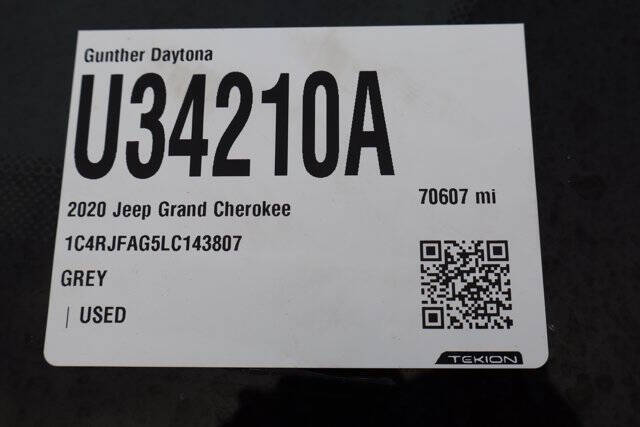 Gunther Daytona
U34210A
2020 Jeep Grand Cherokee
70607 mi
1C4RJFAG5LC143807
GREY
| USED
TEKION